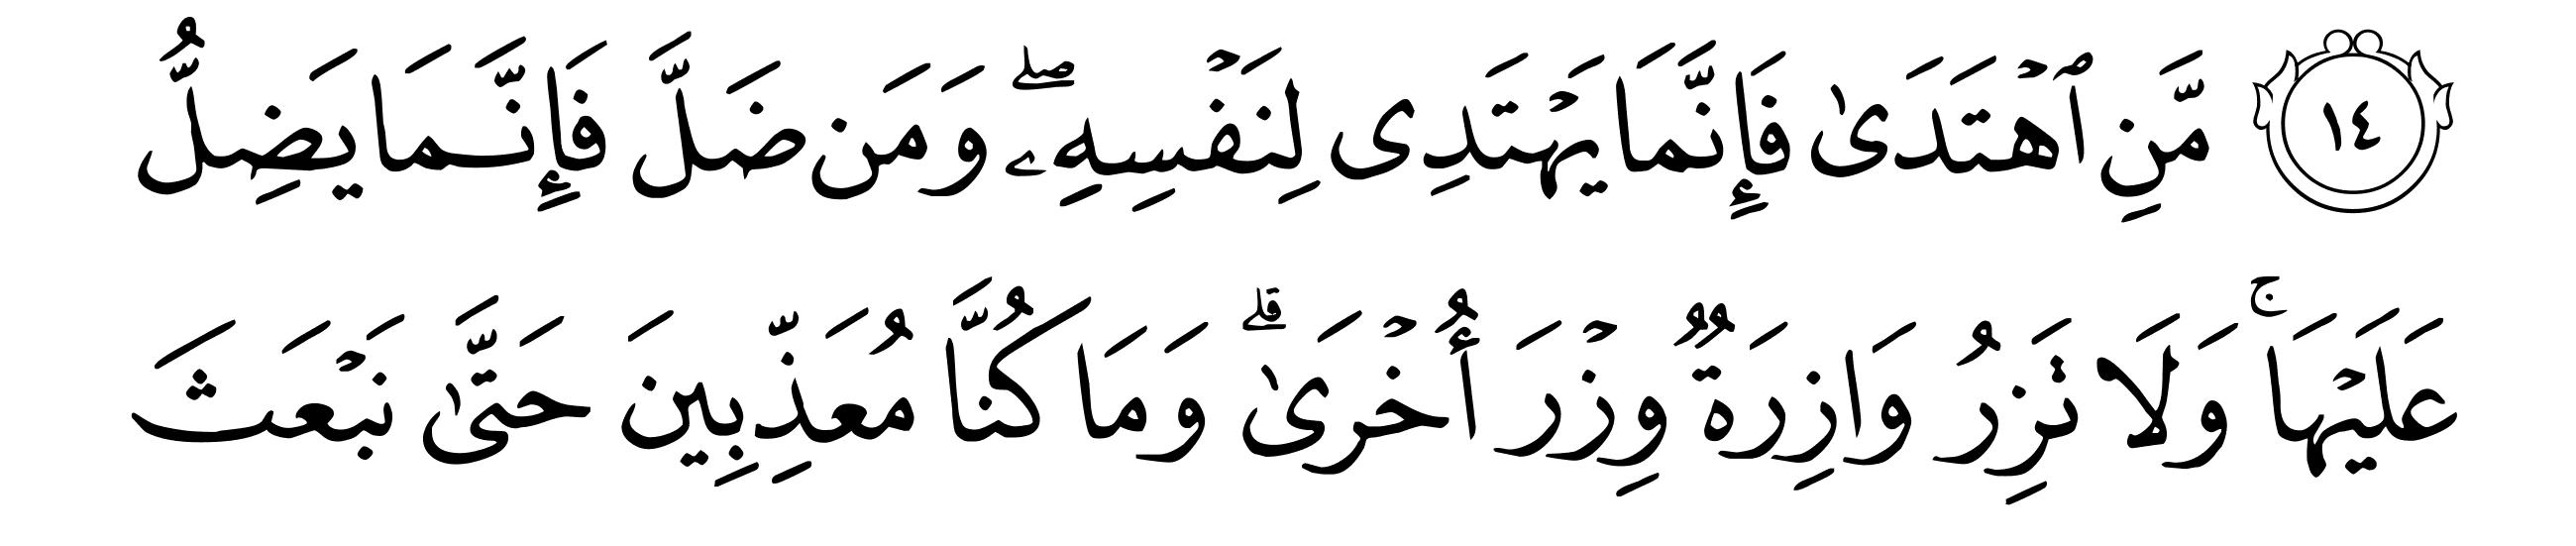 ١٤ مَّنِ ٱهۡتَدَىٰ فَإِنَّمَا يَهۡتَدِى لِنَفۡسِهِۦۖ وَمَن ضَلَّ فَإِنَّمَا يَضِلُّ
عَلَيۡهَاۚ وَلَا تَزِرُ وَازِرَةٌ وِزۡرَ أُخۡرَىٰۗ وَمَا كُنَّا مُعَذِّبِينَ حَتَّىٰ نَبۡعَثَ